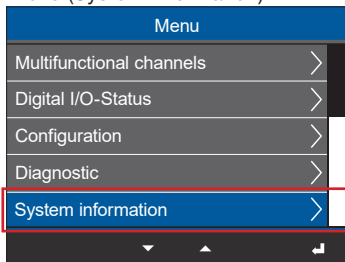 Menu
Multifunctional channels
Digital I/O-Status
Configuration
Diagnostic
System information